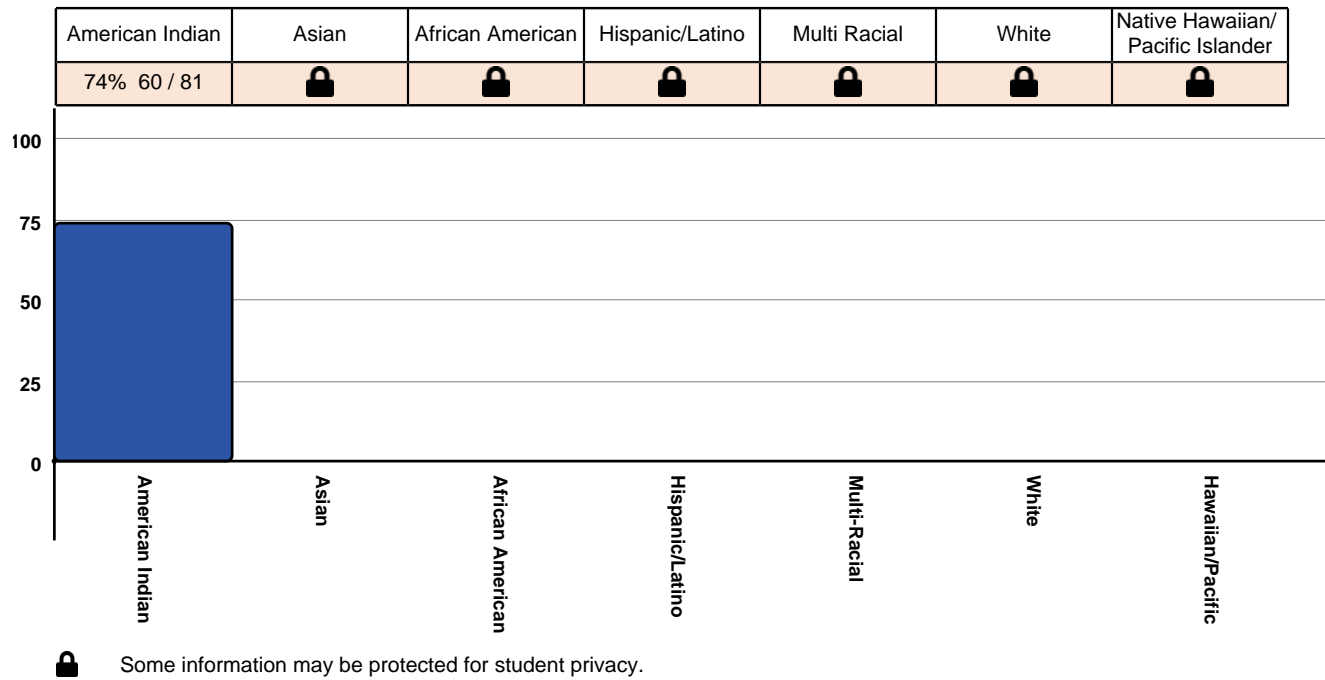 American Indian Asian African American Hispanic/Latino Multi Racial White Native Hawaiian/
Pacific Islander
74% 60 / 81
100
75
50
25
0
American Indian
Asian
African American
Hispanic/Latino
Multi-Racial
White
Hawaiian/Pacific
Some information may be protected for student privacy.